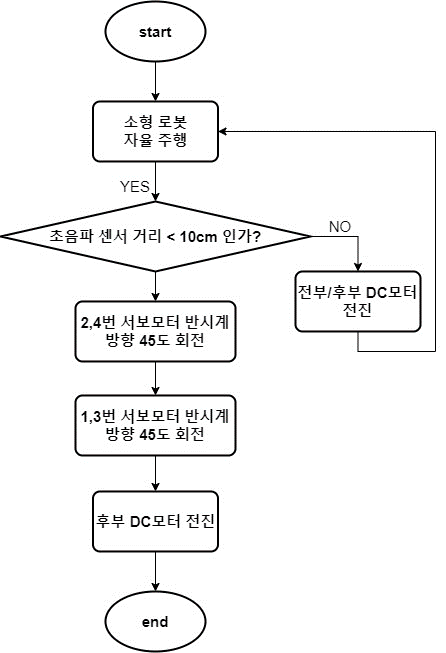 start
소형 로봇
자율 주행
YES
초음파 센서 거리 < 10cm 인가?
NO
전부/후부 DC모터
전진
2,4번 서보모터 반시계
방향 45도 회전
1,3번 서보모터 반시계
방향 45도 회전
후부 DC모터 전진
end